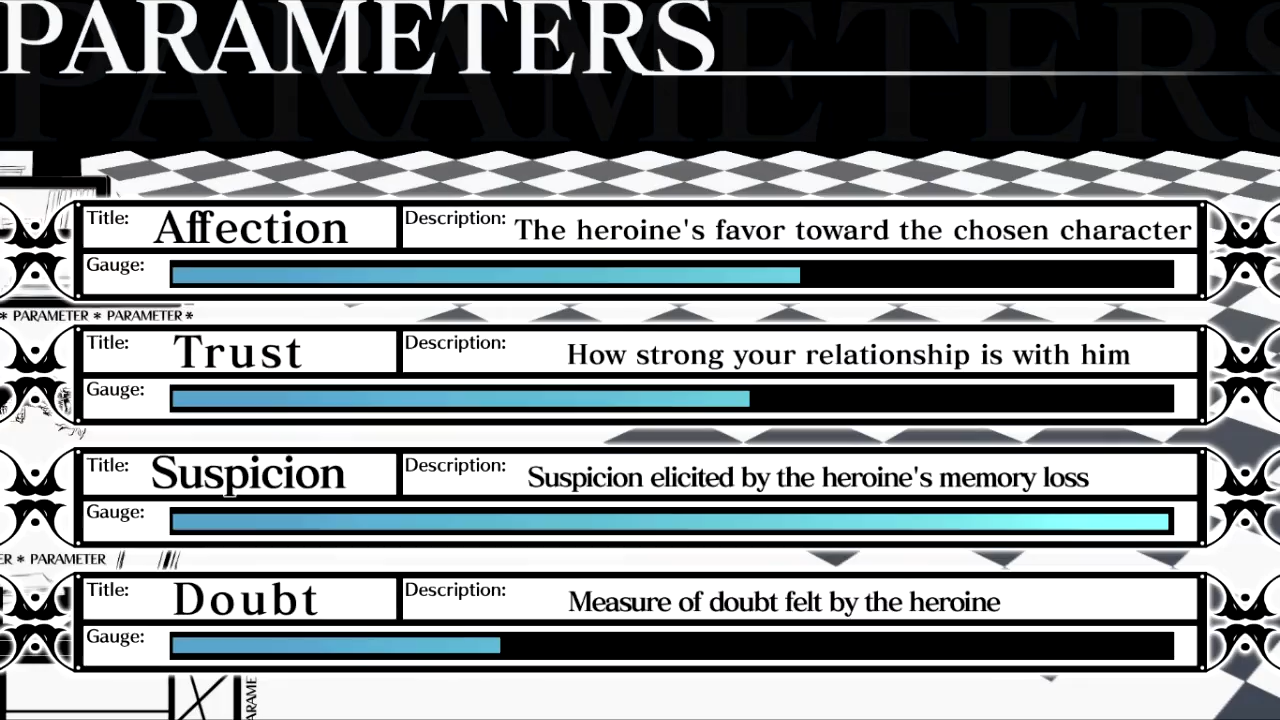 PARAMETERS
PARAMETERS
Title: Affection Description: The heroine's favor toward the chosen character
Gauge:
* PARAMETER * PARAMETER *
Title: Trust Description: How strong your relationship is with him
Gauge:
Title: Suspicion Description: Suspicion elicited by the heroine's memory loss
Gauge:
ER * PARAMETER
Title: Doubt Description: Measure of doubt felt by the heroine
Gauge:
ARAME